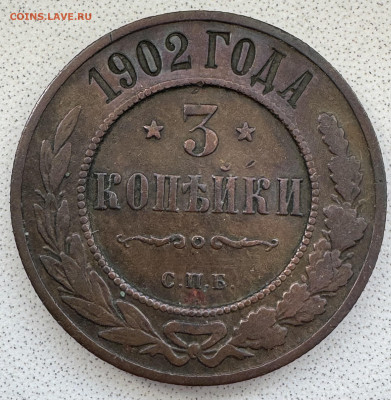 COINS.LAVE.RU
1902 ГОДА
3
КОПѢЙКИ
С.П.Б.